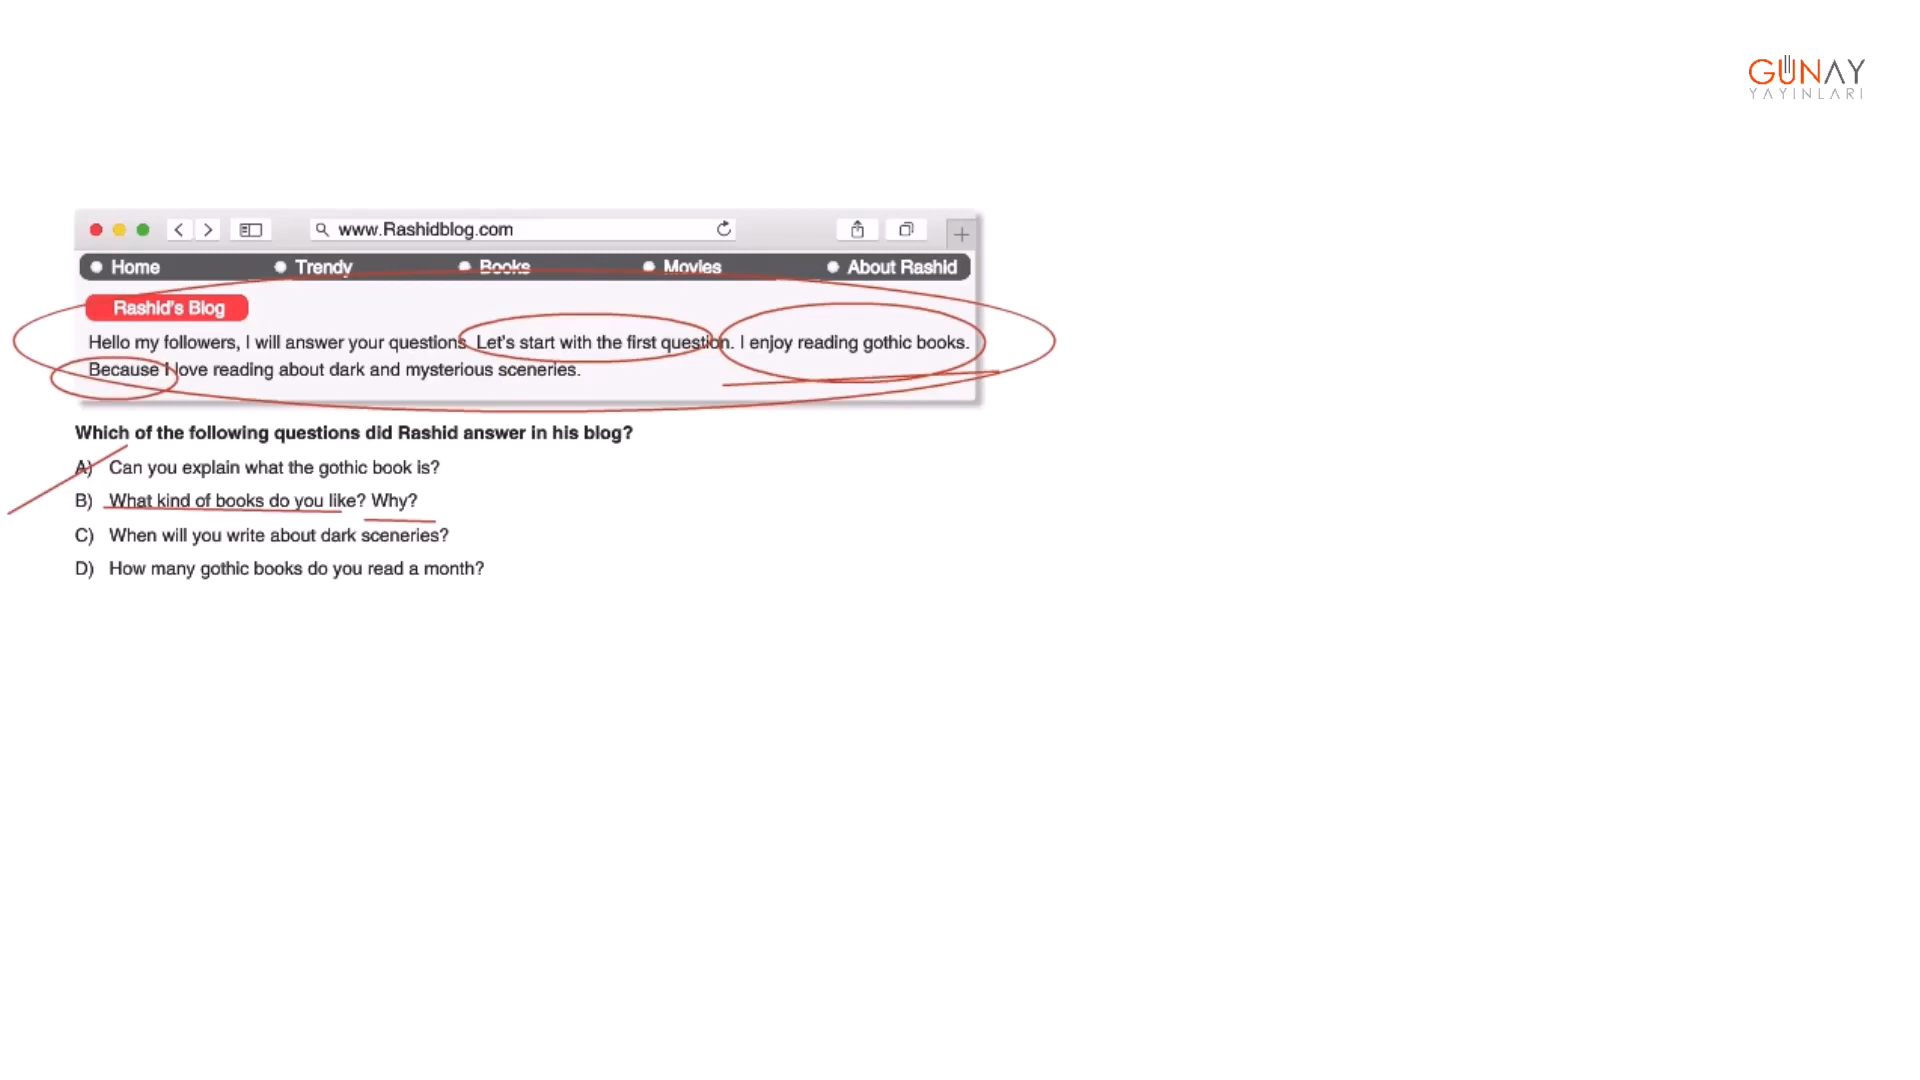 GÜNAY
YAYINLARI
www.Rashidblog.com
Home Trendy Books Movies About Rashid
Rashid's Blog
Hello my followers, I will answer your questions. Let's start with the first question. I enjoy reading gothic books.
Because I love reading about dark and mysterious sceneries.
Which of the following questions did Rashid answer in his blog?
A) Can you explain what the gothic book is?
B) What kind of books do you like? Why?
C) When will you write about dark sceneries?
D) How many gothic books do you read a month?